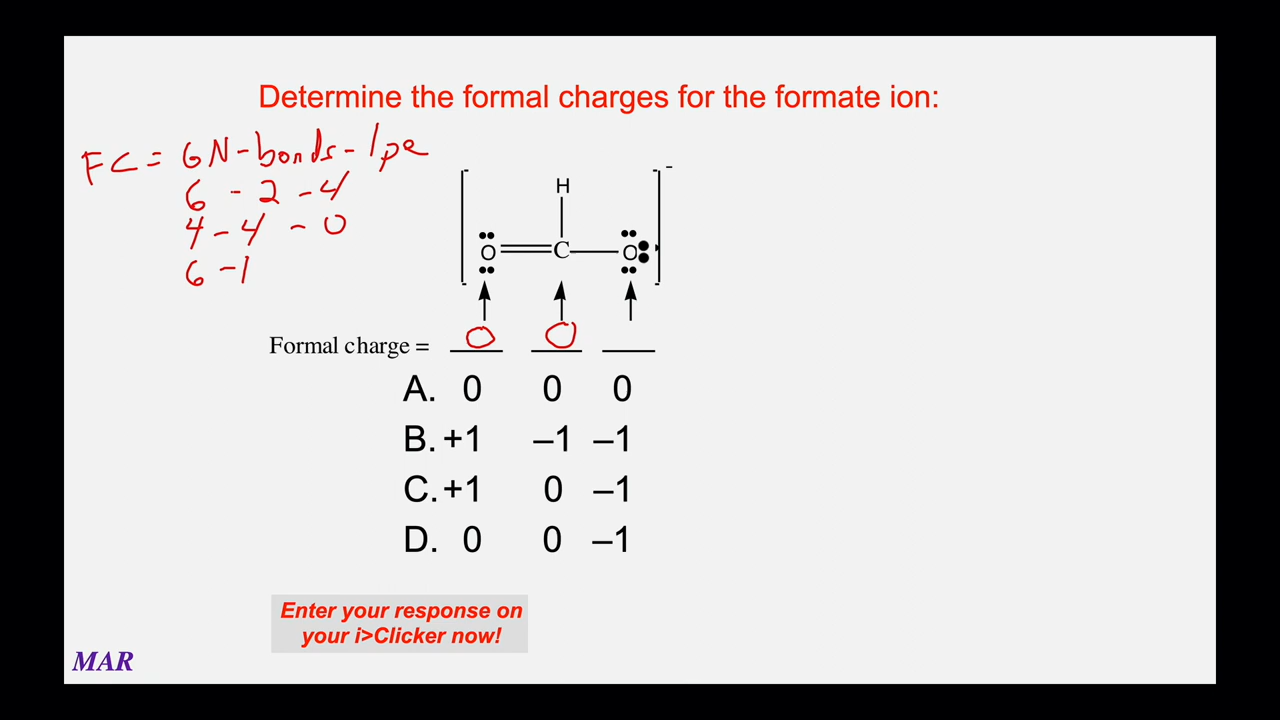 Determine the formal charges for the formate ion:
FC = GN - bonds - lpe
6 - 2 - 4
4 - 4 - 0
6 - 1
H
O C O
-
Formal charge = 0 0 ___
A. 0 0 0
B. +1 –1 –1
C. +1 0 –1
D. 0 0 –1
Enter your response on
your i>Clicker now!
MAR